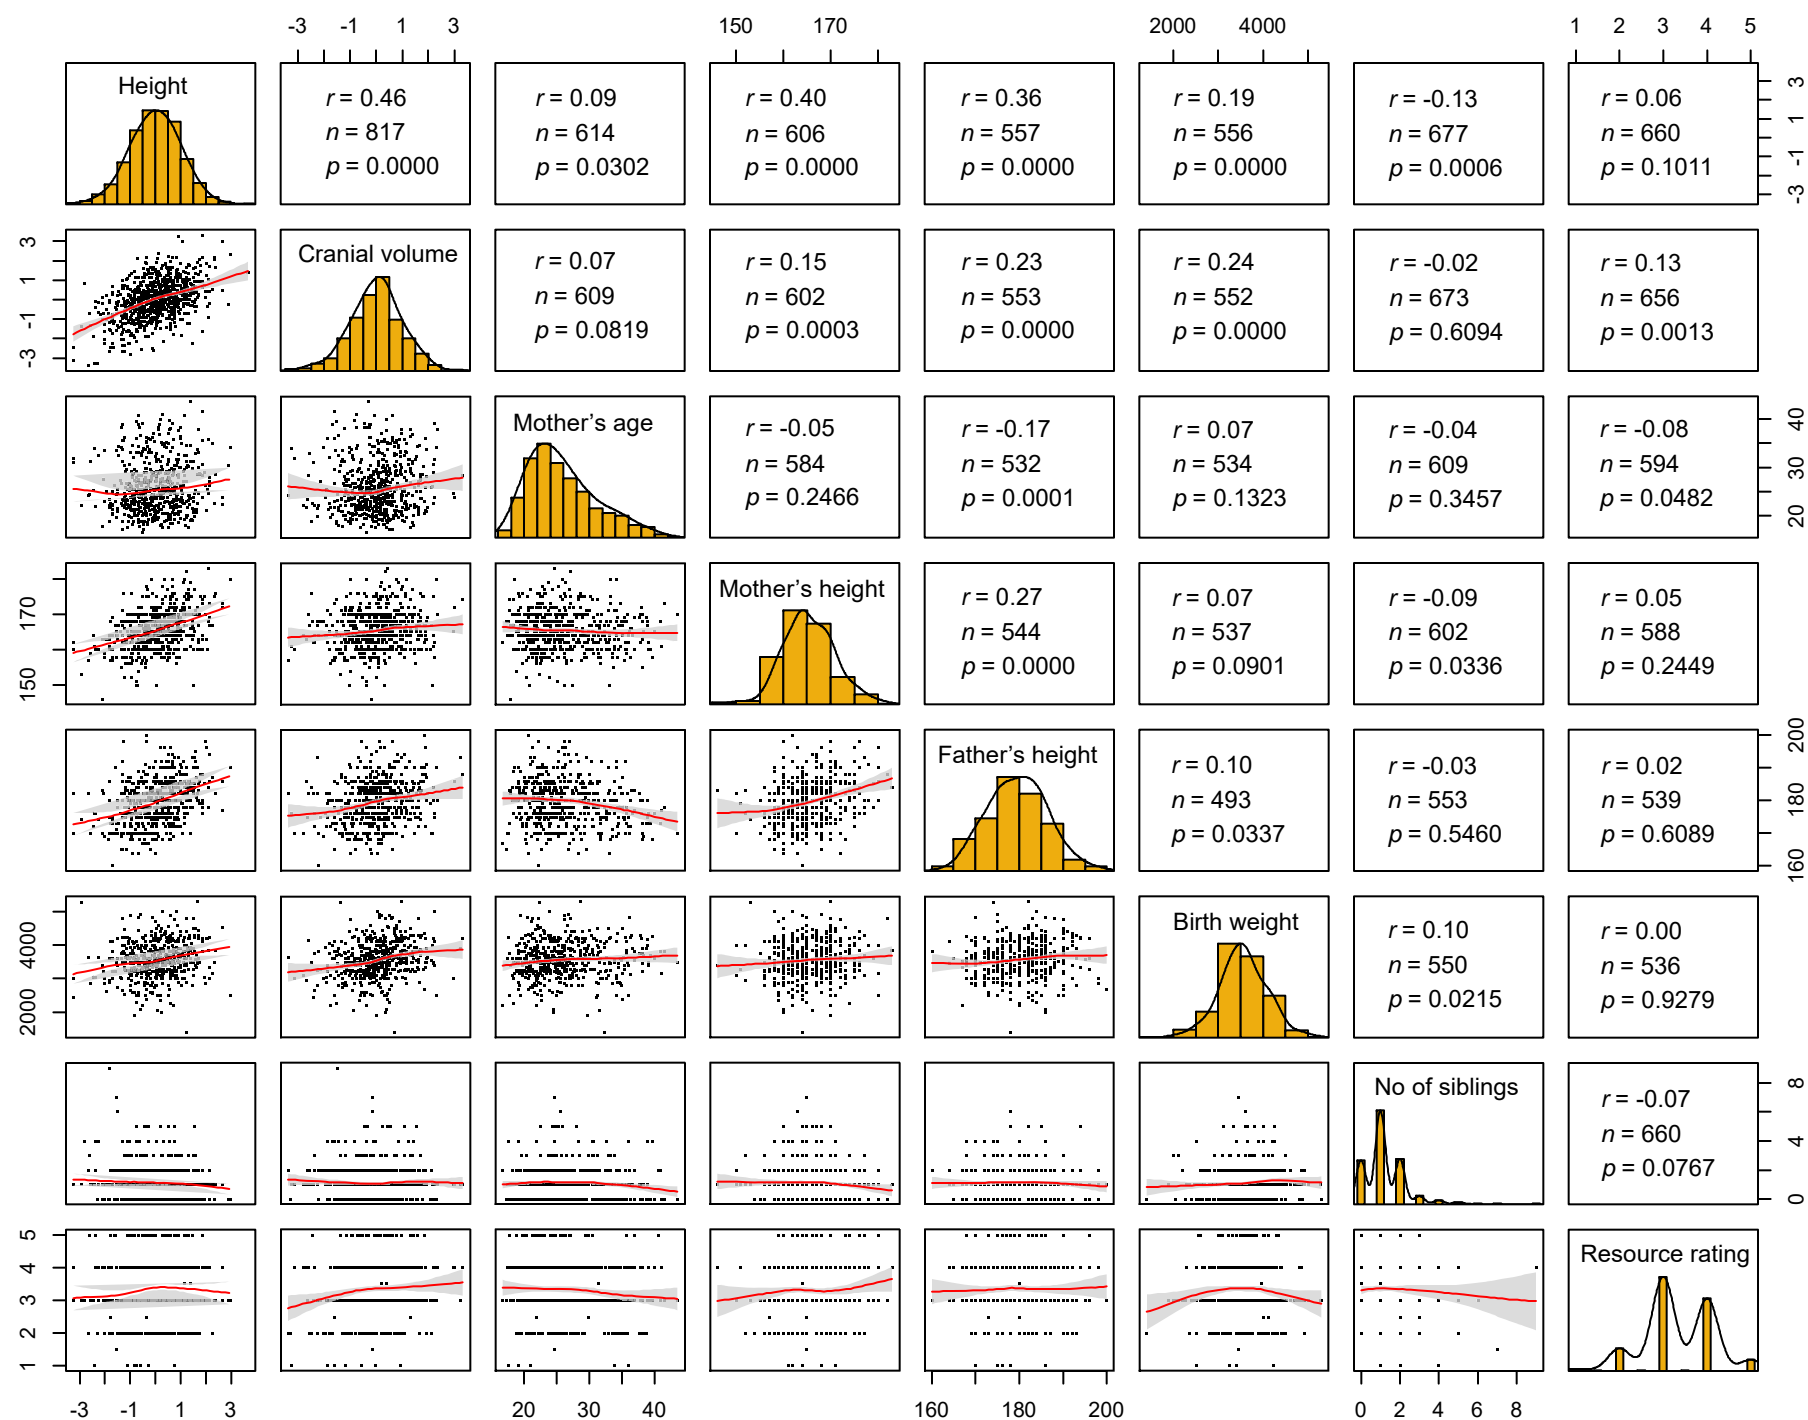 -3 -1 1 3 150 170 2000 4000 1 2 3 4 5
Height
r = 0.46
n = 817
p = 0.0000
r = 0.09
n = 614
p = 0.0302
r = 0.40
n = 606
p = 0.0000
r = 0.36
n = 557
p = 0.0000
r = 0.19
n = 556
p = 0.0000
r = -0.13
n = 677
p = 0.0006
r = 0.06
n = 660
p = 0.1011
-3 -1 1 3
-3 -1 1 3
Cranial volume
r = 0.07
n = 609
p = 0.0819
r = 0.15
n = 602
p = 0.0003
r = 0.23
n = 553
p = 0.0000
r = 0.24
n = 552
p = 0.0000
r = -0.02
n = 673
p = 0.6094
r = 0.13
n = 656
p = 0.0013
Mother’s age
r = -0.05
n = 584
p = 0.2466
r = -0.17
n = 532
p = 0.0001
r = 0.07
n = 534
p = 0.1323
r = -0.04
n = 609
p = 0.3457
r = -0.08
n = 594
p = 0.0482
20 30 40
150 170
Mother’s height
r = 0.27
n = 544
p = 0.0000
r = 0.07
n = 537
p = 0.0901
r = -0.09
n = 602
p = 0.0336
r = 0.05
n = 588
p = 0.2449
Father’s height
r = 0.10
n = 493
p = 0.0337
r = -0.03
n = 553
p = 0.5460
r = 0.02
n = 539
p = 0.6089
160 180 200
2000 4000
Birth weight
r = 0.10
n = 550
p = 0.0215
r = 0.00
n = 536
p = 0.9279
No of siblings
r = -0.07
n = 660
p = 0.0767
0 4 8
1 2 3 4 5
Resource rating
-3 -1 1 3 20 30 40 160 180 200 0 2 4 6 8